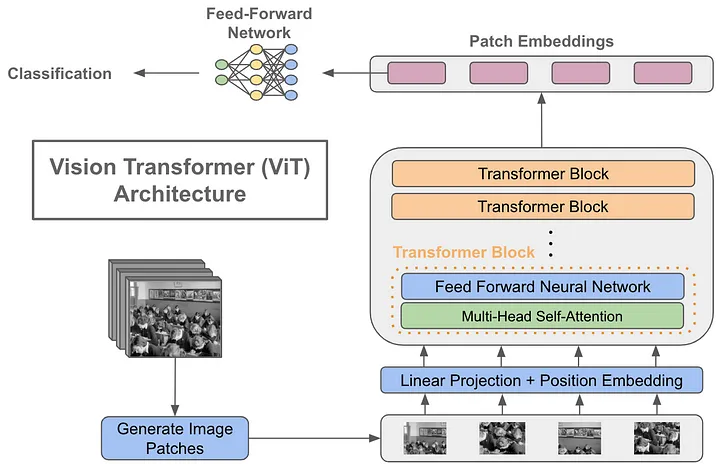 Feed-Forward
Network
Classification
Patch Embeddings
Vision Transformer (ViT)
Architecture
Transformer Block
Transformer Block
Transformer Block
Feed Forward Neural Network
Multi-Head Self-Attention
Linear Projection + Position Embedding
Generate Image
Patches